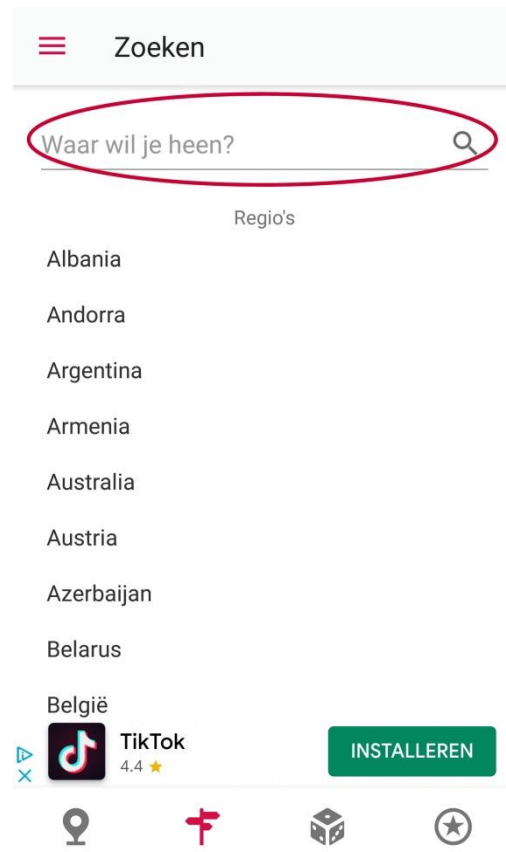 Zoeken
Waar wil je heen?
Regio's
Albania
Andorra
Argentina
Armenia
Australia
Austria
Azerbaijan
Belarus
België
TikTok
4.4
INSTALLEREN